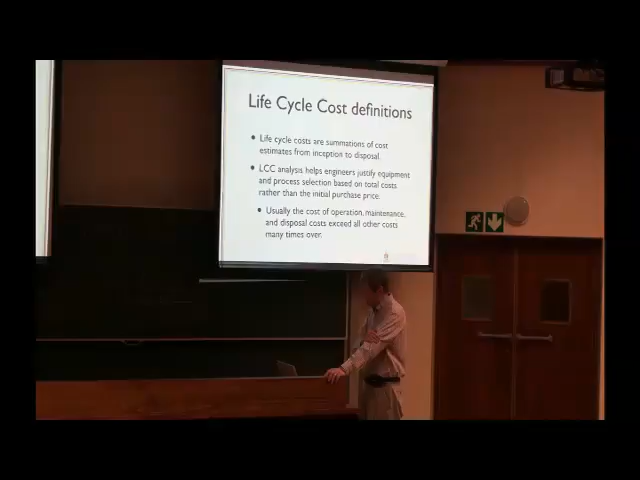 Life Cycle Cost definitions
• Life cycle costs are summations of cost
estimates from inception to disposal.
• LCC analysis helps engineers justify equipment
and process selection based on total costs
rather than the initial purchase price.
• Usually the cost of operation, maintenance,
and disposal costs exceed all other costs
many times over.